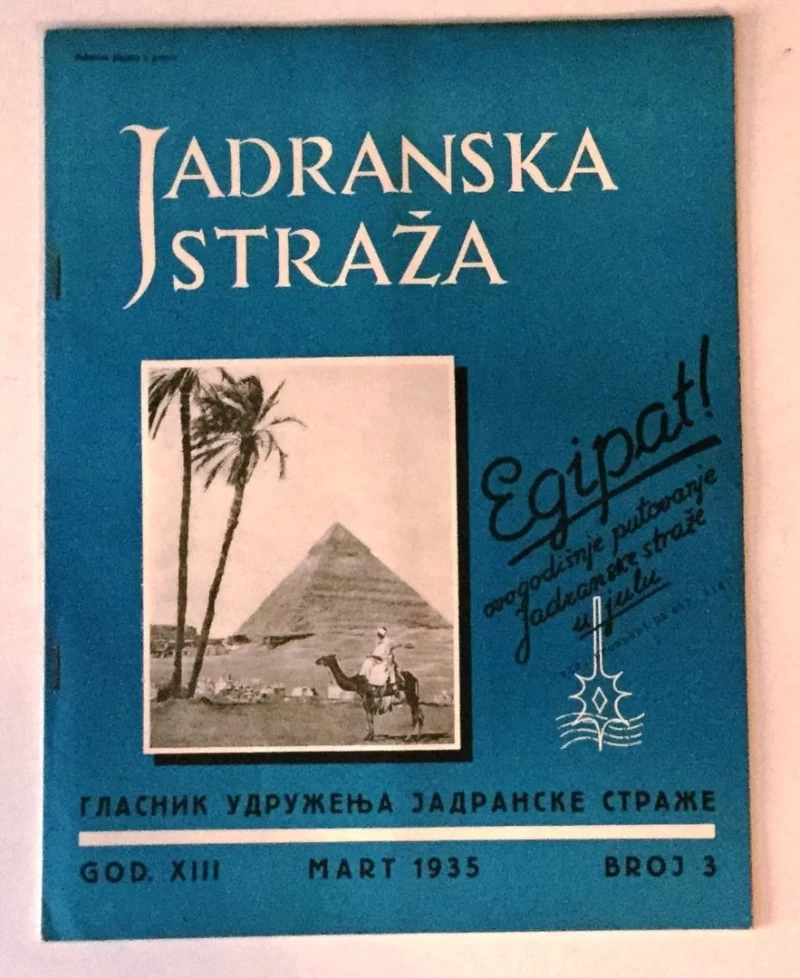 JADRANSKA
STRAŽA
Egipat!
ovogodišnje putovanje
Jadranske straže
u julu
ГЛАСНИК УДРУЖЕЊА ЈАДРАНСКЕ СТРАЖЕ
GOD. XIII MART 1935 BROJ 3